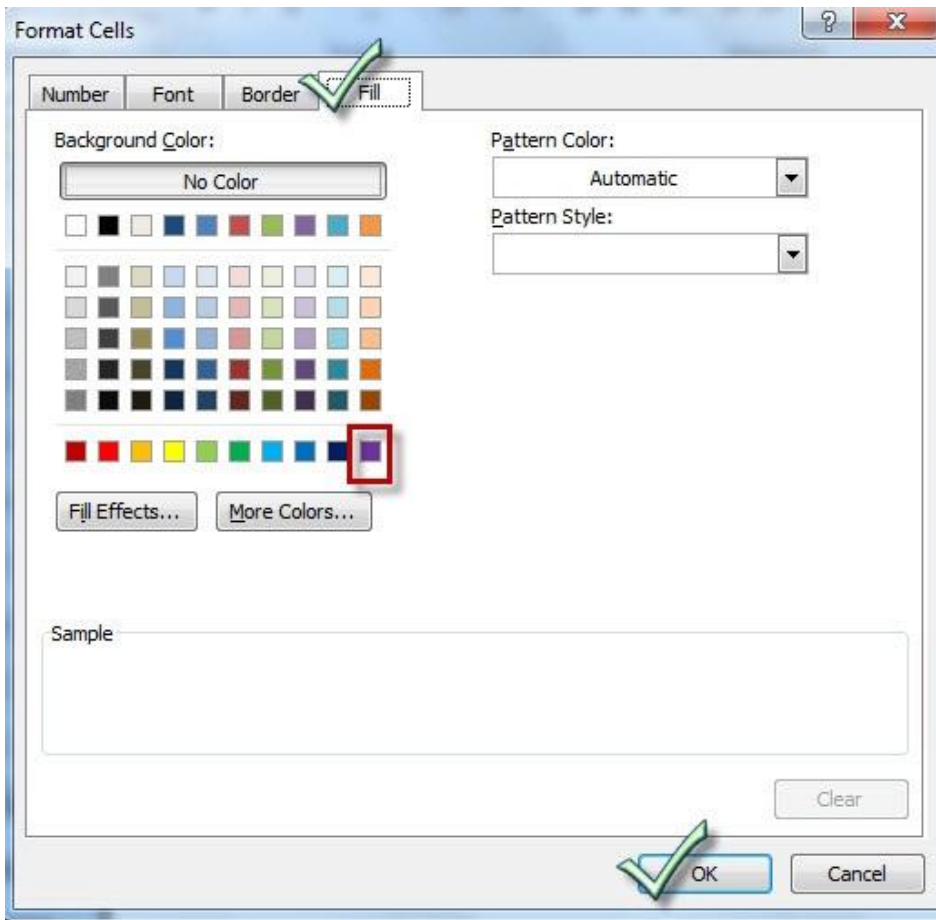 Format Cells
Number Font Border Fill
Background Color:
No Color
Pattern Color:
Automatic
Pattern Style:
Fill Effects... More Colors...
Sample
Clear
OK Cancel